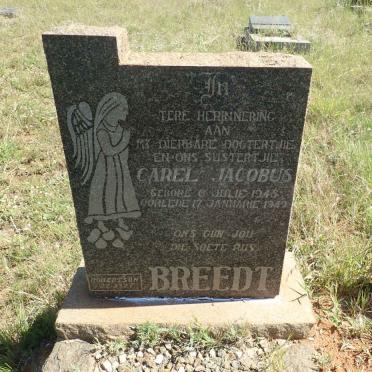 In
TERE HERINNERING
AAN
MY DIERBARE DOGTERTJIE
EN ONS SUSTERTJIE
CAREL JACOBUS
GEBORE 6 JULIE 1945
OORLEDE 17 JANUARIE 1949
ONS GUN JOU
DIE SOETE RUS
BREEDT